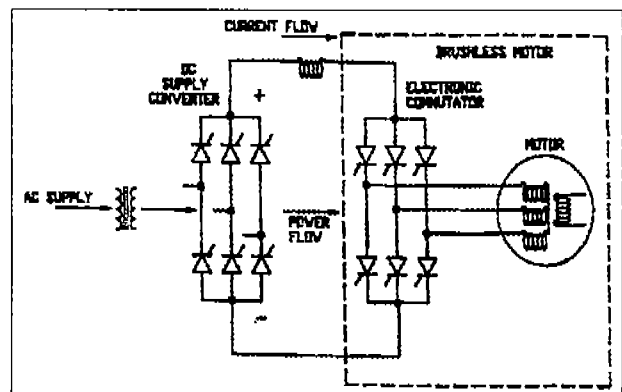 CURRENT FLOW
BRUSHLESS MOTOR
DC
SUPPLY
CONVERTER
+
ELECTRONIC
COMMUTATOR
MOTOR
AC SUPPLY
POWER
FLOW
-